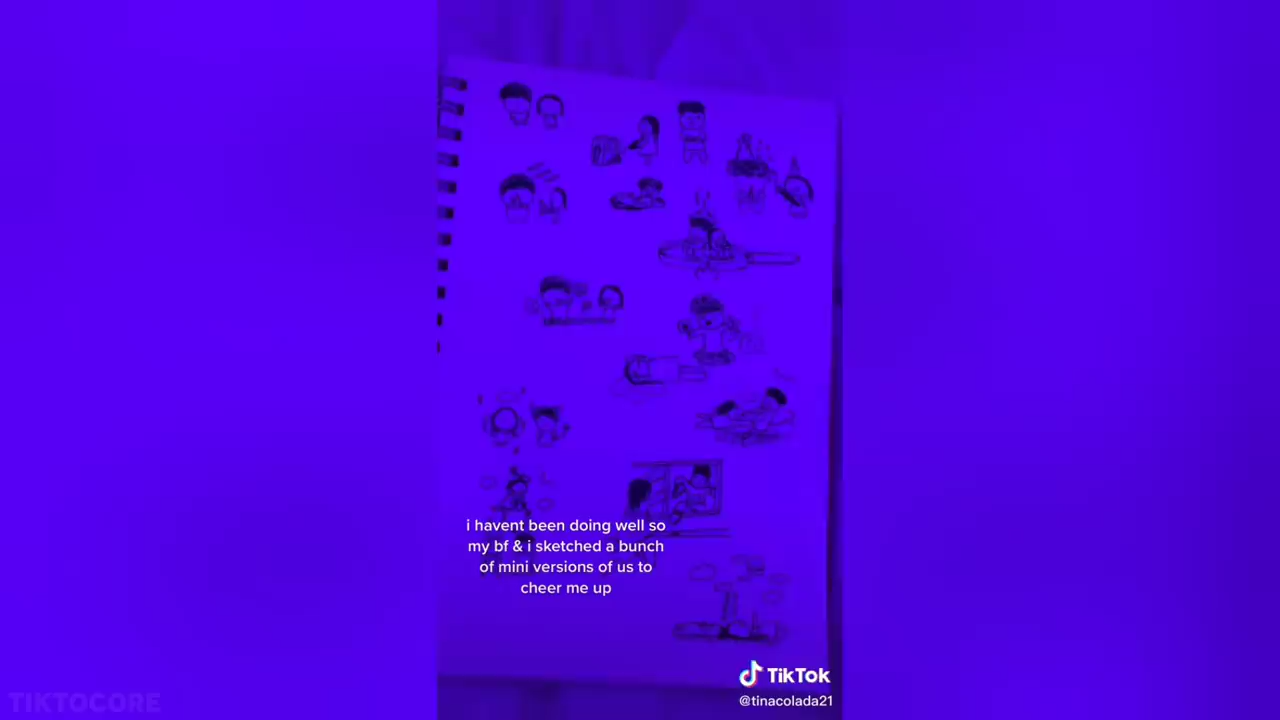 i havent been doing well so
my bf & i sketched a bunch
of mini versions of us to
cheer me up
TikTok
@tinacolada21
TIKTOCORE